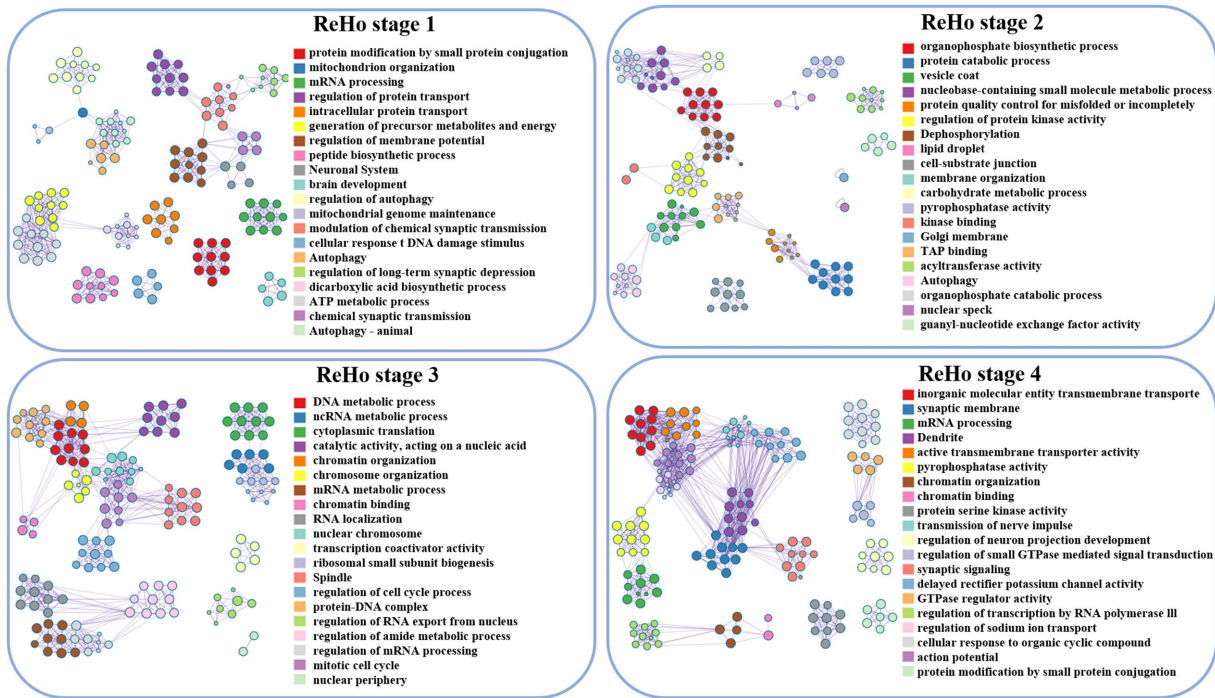 ReHo stage 1
protein modification by small protein conjugation
mitochondrion organization
mRNA processing
regulation of protein transport
intracellular protein transport
generation of precursor metabolites and energy
regulation of membrane potential
peptide biosynthetic process
Neuronal System
brain development
regulation of autophagy
mitochondrial genome maintenance
modulation of chemical synaptic transmission
cellular response t DNA damage stimulus
Autophagy
regulation of long-term synaptic depression
dicarboxylic acid biosynthetic process
ATP metabolic process
chemical synaptic transmission
Autophagy - animal
ReHo stage 2
organophosphate biosynthetic process
protein catabolic process
vesicle coat
nucleobase-containing small molecule metabolic process
protein quality control for misfolded or incompletely
regulation of protein kinase activity
Dephosphorylation
lipid droplet
cell-substrate junction
membrane organization
carbohydrate metabolic process
pyrophosphatase activity
kinase binding
Golgi membrane
TAP binding
acyltransferase activity
Autophagy
organophosphate catabolic process
nuclear speck
guanyl-nucleotide exchange factor activity
ReHo stage 3
DNA metabolic process
ncRNA metabolic process
cytoplasmic translation
catalytic activity, acting on a nucleic acid
chromatin organization
chromosome organization
mRNA metabolic process
chromatin binding
RNA localization
nuclear chromosome
transcription coactivator activity
ribosomal small subunit biogenesis
Spindle
regulation of cell cycle process
protein-DNA complex
regulation of RNA export from nucleus
regulation of amide metabolic process
regulation of mRNA processing
mitotic cell cycle
nuclear periphery
ReHo stage 4
inorganic molecular entity transmembrane transporte
synaptic membrane
mRNA processing
Dendrite
active transmembrane transporter activity
pyrophosphatase activity
chromatin organization
chromatin binding
protein serine kinase activity
transmission of nerve impulse
regulation of neuron projection development
regulation of small GTPase mediated signal transduction
synaptic signaling
delayed rectifier potassium channel activity
GTPase regulator activity
regulation of transcription by RNA polymerase lll
regulation of sodium ion transport
cellular response to organic cyclic compound
action potential
protein modification by small protein conjugation